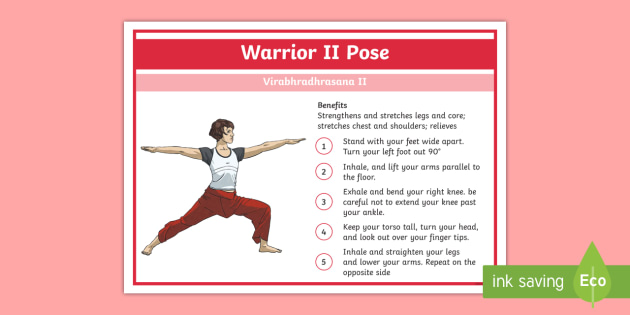 Warrior II Pose
Virabhradhrasana II
Benefits
Strengthens and stretches legs and core;
stretches chest and shoulders; relieves
1 Stand with your feet wide apart.
Turn your left foot out 90°
2 Inhale, and lift your arms parallel to
the floor.
3 Exhale and bend your right knee. be
careful not to extend your knee past
your ankle.
4 Keep your torso tall, turn your head,
and look out over your finger tips.
5 Inhale and straighten your legs
and lower your arms. Repeat on the
opposite side
ink saving Eco